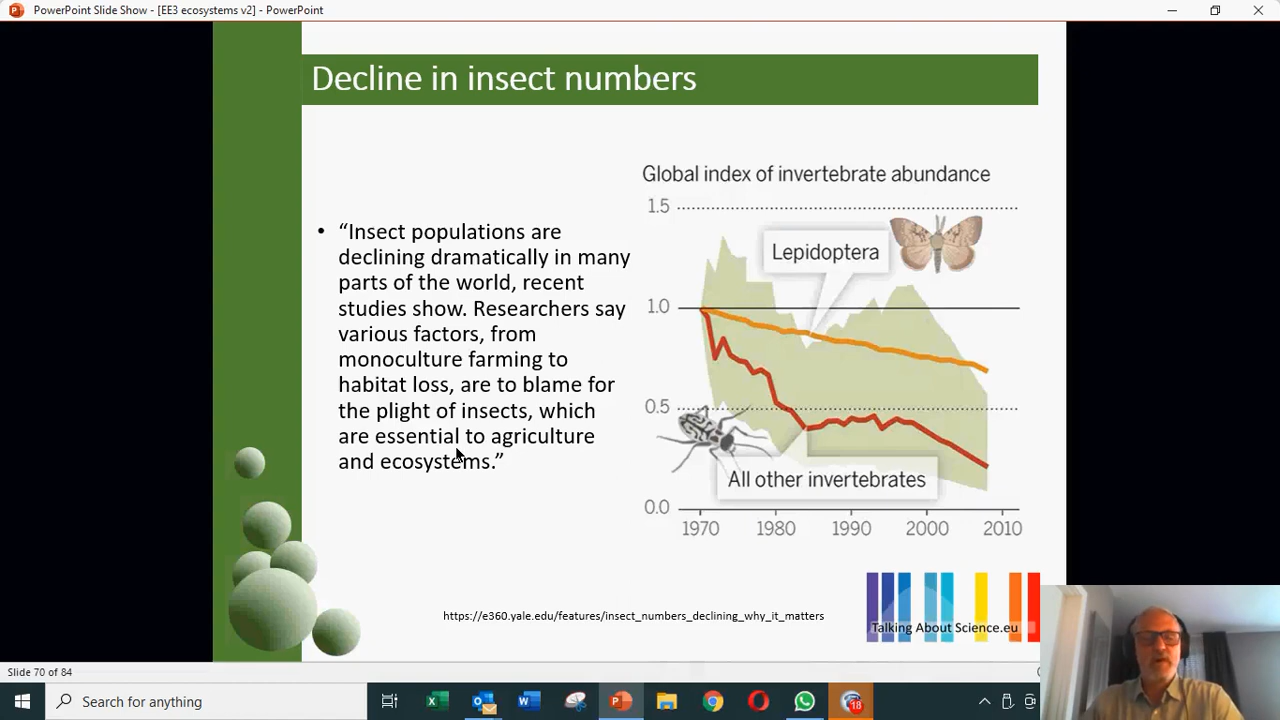 PowerPoint Slide Show - [EE3 ecosystems v2] - PowerPoint
Decline in insect numbers
• “Insect populations are
declining dramatically in many
parts of the world, recent
studies show. Researchers say
various factors, from
monoculture farming to
habitat loss, are to blame for
the plight of insects, which
are essential to agriculture
and ecosystems.”
Global index of invertebrate abundance
1.5
Lepidoptera
1.0
0.5
All other invertebrates
0.0
1970 1980 1990 2000 2010
https://e360.yale.edu/features/insect_numbers_declining_why_it_matters
Talking About Science.eu
Slide 70 of 84
Search for anything
18